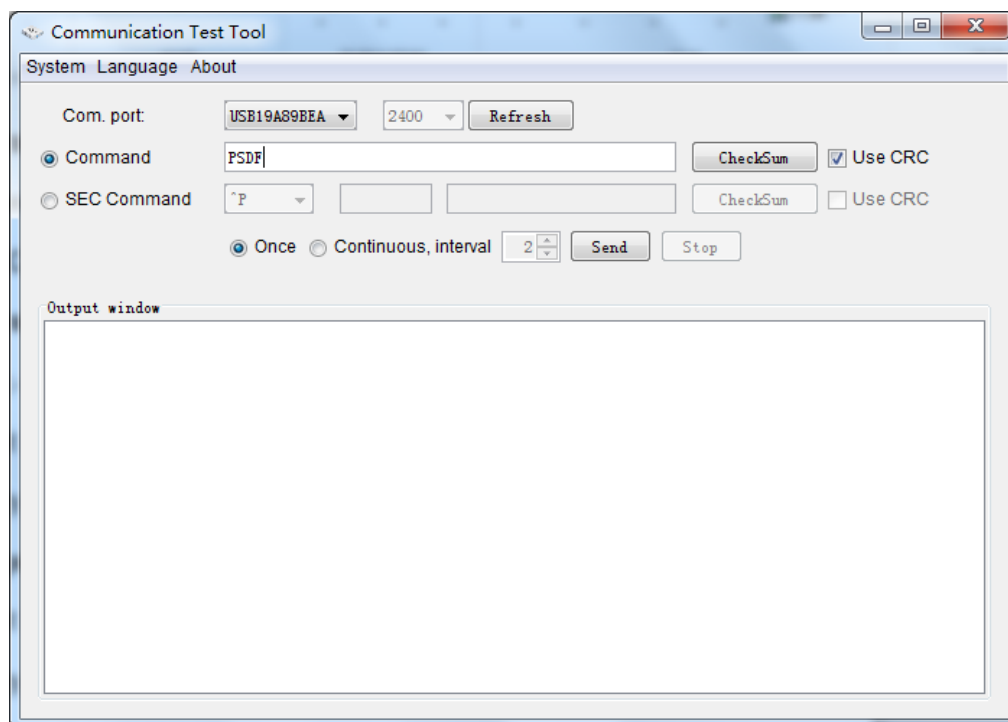 Communication Test Tool
System Language About
Com. port: USB19A89BEA 2400 Refresh
Command PSDF CheckSum Use CRC
SEC Command ^P CheckSum Use CRC
Once Continuous, interval 2 Send Stop
Output window